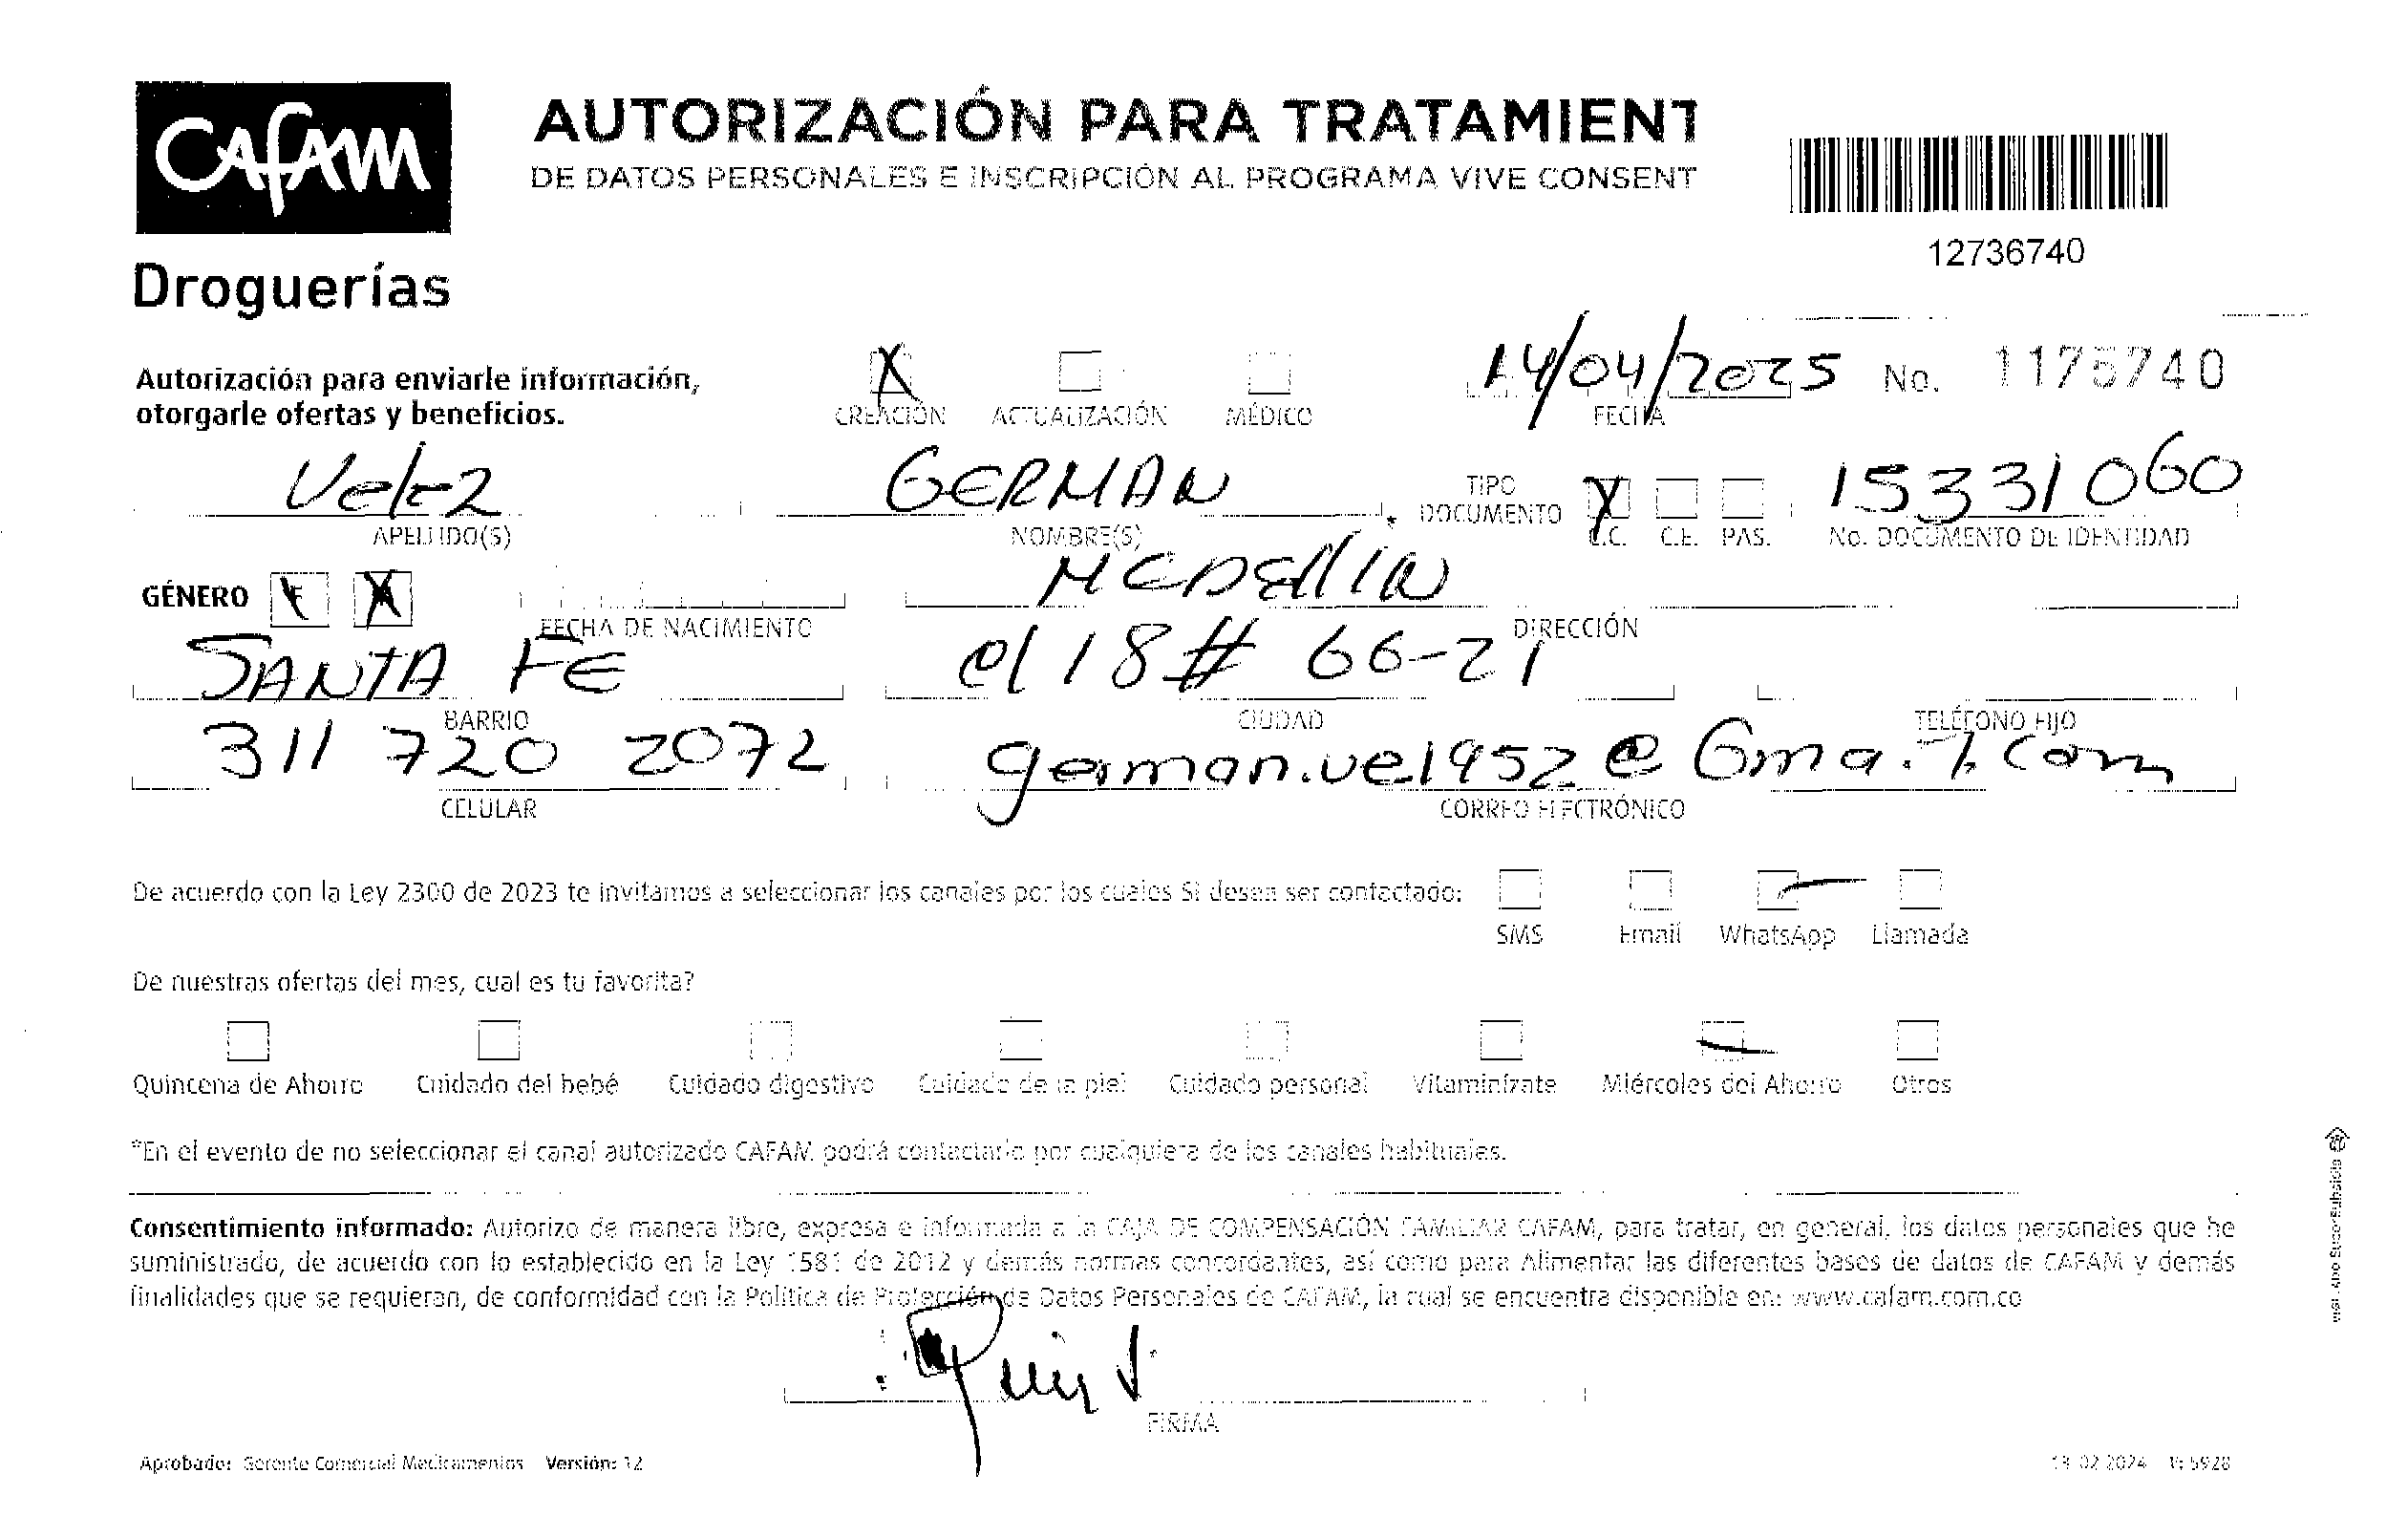 CAFAM
Droguerías
AUTORIZACIÓN PARA TRATAMIENT
DE DATOS PERSONALES E INSCRIPCIÓN AL PROGRAMA VIVE CONSENT
12736740
Autorización para enviarle información,
otorgarle ofertas y beneficios.
X
CREACIÓN ACTUALIZACIÓN MÉDICO
14/04/2025
FECHA
No. 1175740
Velez
APELLIDO(S)
GERMAN
NOMBRE(S)
TIPO
DOCUMENTO
X
C.C. C.E. PAS.
15331060
No. DOCUMENTO DE IDENTIDAD
GÉNERO F M
FECHA DE NACIMIENTO
MEDEllIN
DIRECCIÓN
SANTA FE
BARRIO
cl 18 # 66-21
CIUDAD
TELÉFONO FIJO
311 720 2072
CELULAR
german.vel952@Gmail.com
CORREO ELECTRÓNICO
De acuerdo con la Ley 2300 de 2023 te invitamos a seleccionar los canales por los cuales SI desea ser contactado:
SMS Email WhatsApp Llamada
De nuestras ofertas del mes, cual es tu favorita?
Quincena de Ahorro Cuidado del bebé Cuidado digestivo Cuidado de la piel Cuidado personal Vitamínizate Miércoles del Ahorro Otros
*En el evento de no seleccionar el canal autorizado CAFAM podrá contactarlo por cualquiera de los canales habituales.
Consentimiento informado: Autorizo de manera libre, expresa e informada a la CAJA DE COMPENSACIÓN FAMILIAR CAFAM, para tratar, en general, los datos personales que he
suministrado, de acuerdo con lo establecido en la Ley 1581 de 2012 y demás normas concordantes, así como para Alimentar las diferentes bases de datos de CAFAM y demás
finalidades que se requieran, de conformidad con la Política de Protección de Datos Personales de CAFAM, la cual se encuentra disponible en: www.cafam.com.co
FIRMA
Aprobado: Gerente Comercial Medicamentos Versión: 12